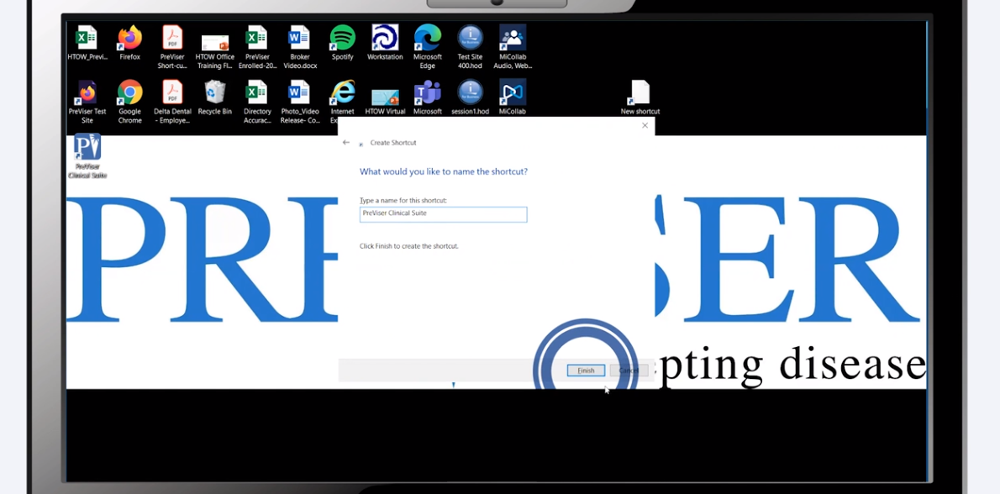 HTOW_Previ...
Firefox
PreViser
Short-cu...
HTOW Office
Training Fl...
PreViser
Enrolled-20...
Broker
Video.docx
Spotify
Workstation
Microsoft
Edge
Test Site
400.hod
MiCollab
Audio, Web...
PreViser Test
Site
Google
Chrome
Delta Dental
- Employe...
Recycle Bin
Directory
Accurac...
Photo_Video
Release- Co...
Internet
Ex
HTOW Virtual
Microsoft
session1.hod
MiCollab
New shortcut
PreViser
Clinical Suite
Create Shortcut
What would you like to name the shortcut?
Type a name for this shortcut:
PreViser Clinical Suite
Click Finish to create the shortcut.
Finish
Cancel
PRE SER
pting disease